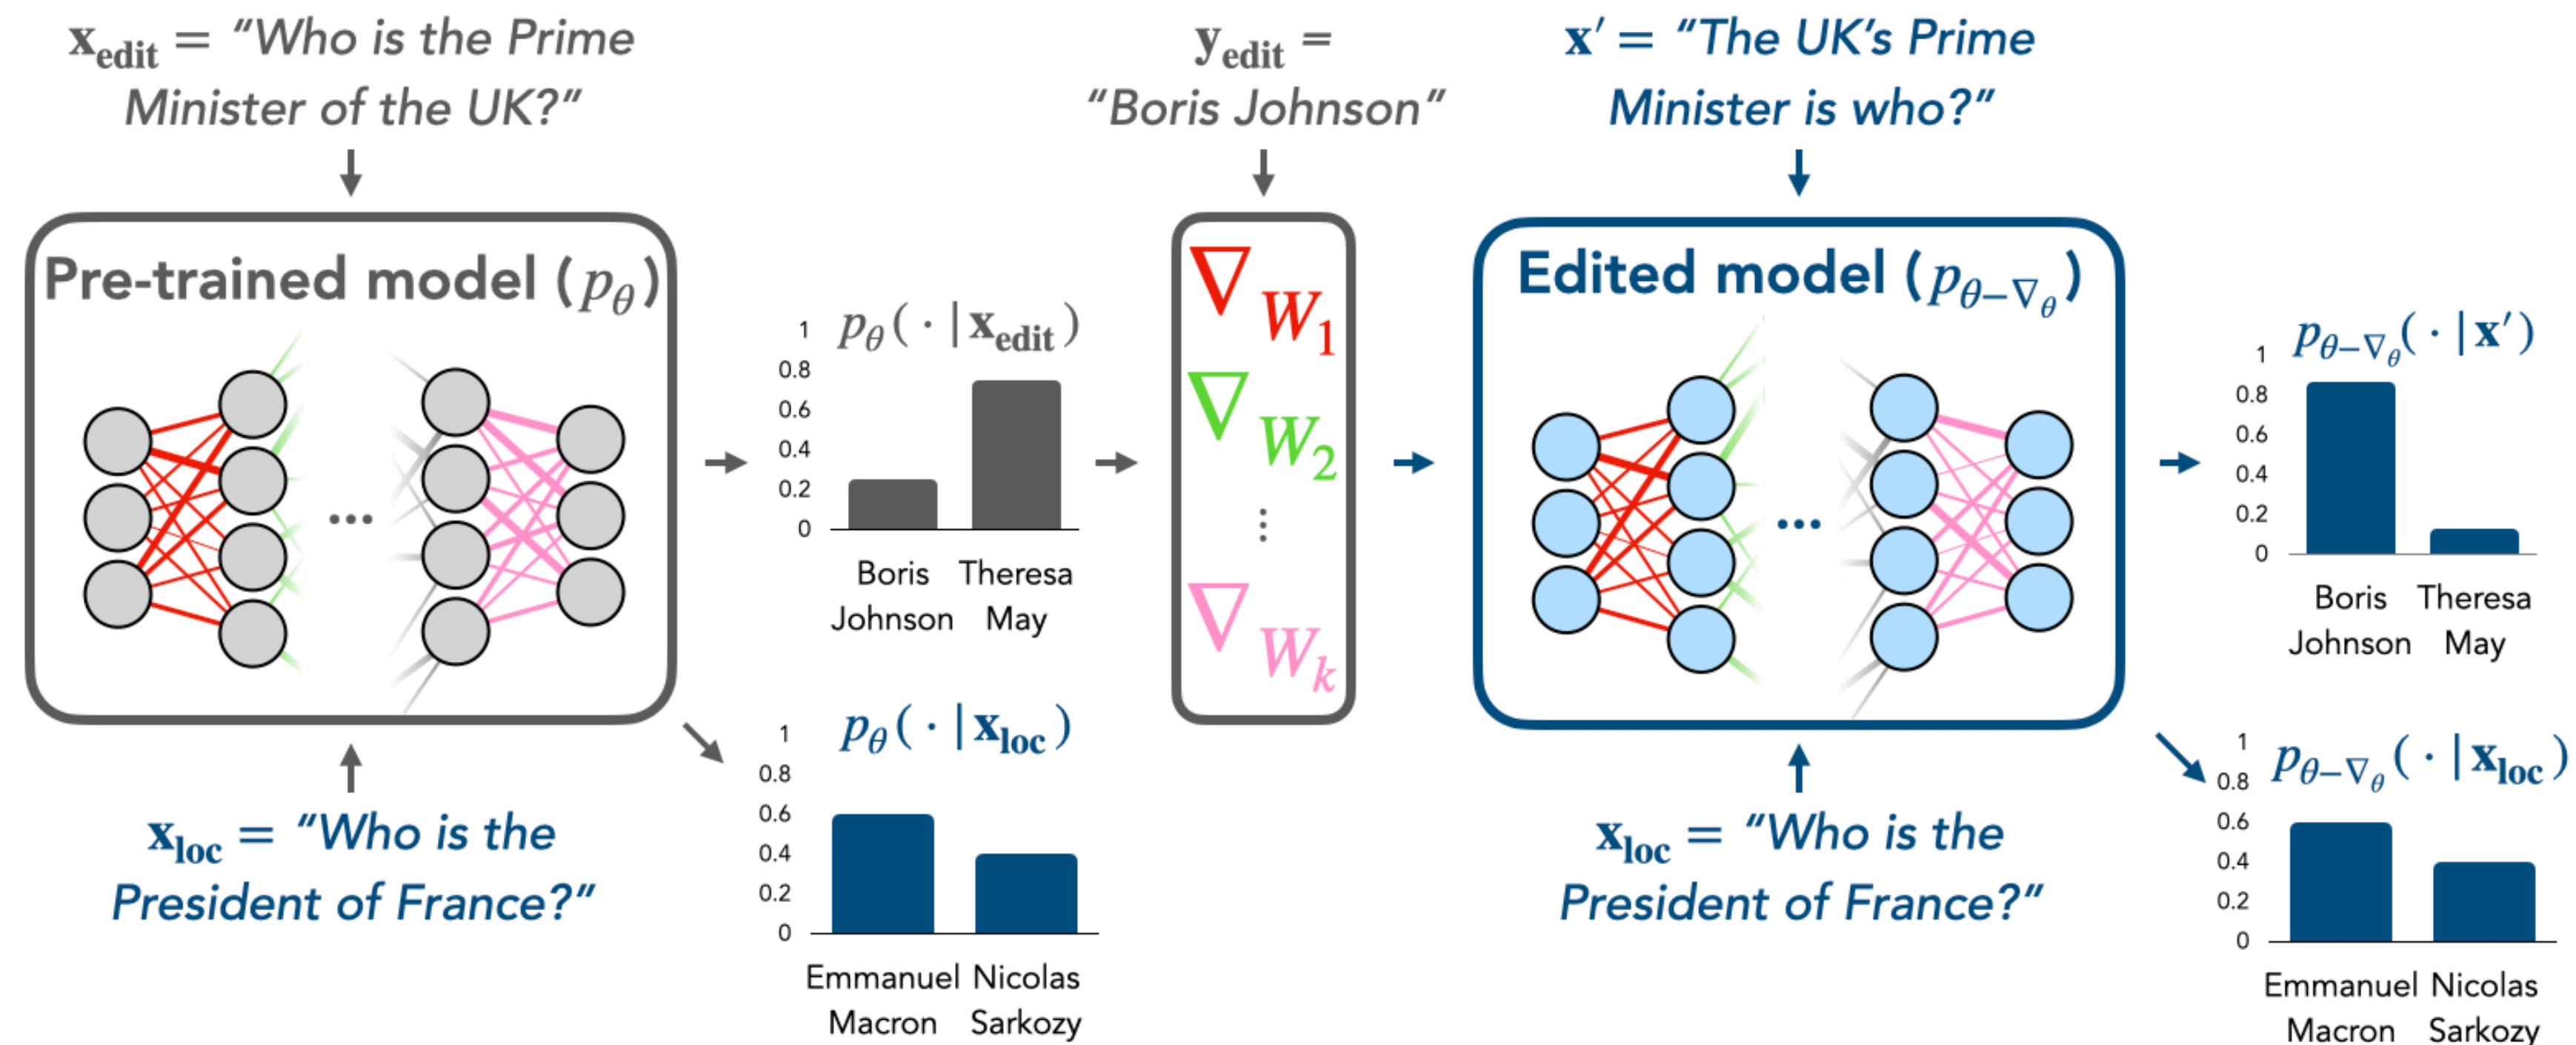 x_edit = “Who is the Prime
Minister of the UK?”
Pre-trained model (p_θ)
...
x_loc = “Who is the
President of France?”
p_θ( · | x_edit )
1
0.8
0.6
0.4
0.2
0
Boris Theresa
Johnson May
p_θ( · | x_loc )
1
0.8
0.6
0.4
0.2
0
Emmanuel Nicolas
Macron Sarkozy
y_edit =
“Boris Johnson”
∇W_1
∇W_2
⋮
∇W_k
x′ = “The UK’s Prime
Minister is who?”
Edited model (p_θ−∇_θ)
...
x_loc = “Who is the
President of France?”
p_θ−∇_θ( · | x′ )
1
0.8
0.6
0.4
0.2
0
Boris Theresa
Johnson May
p_θ−∇_θ( · | x_loc )
1
0.8
0.6
0.4
0.2
0
Emmanuel Nicolas
Macron Sarkozy